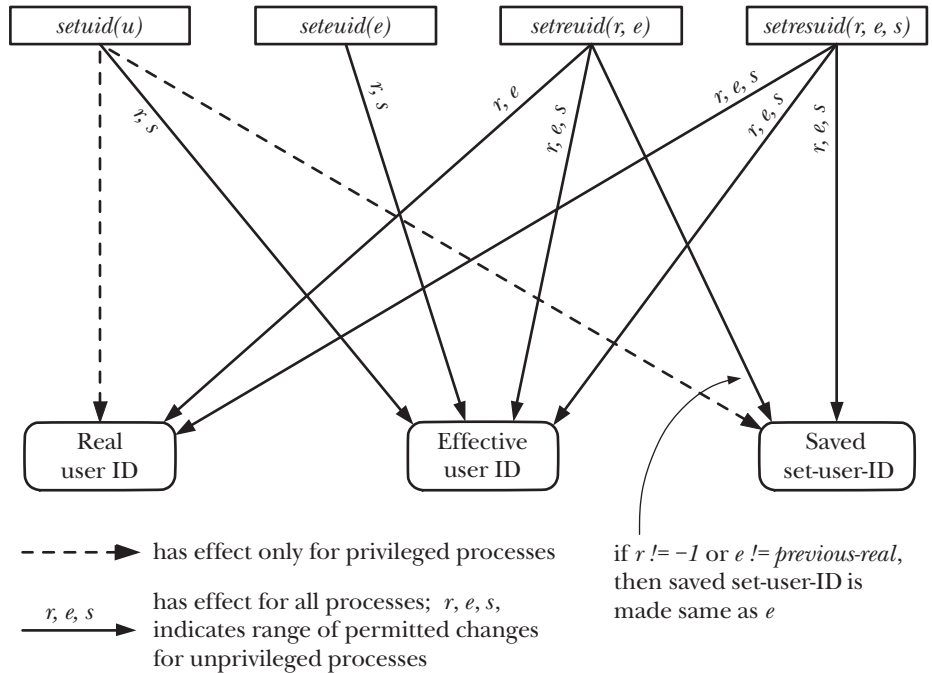 setuid(u)
seteuid(e)
setreuid(r, e)
setresuid(r, e, s)
r, s
r, s
r, e
r, e, s
r, e, s
r, e, s
r, e, s
Real
user ID
Effective
user ID
Saved
set-user-ID
has effect only for privileged processes
r, e, s
has effect for all processes; r, e, s,
indicates range of permitted changes
for unprivileged processes
if r != −1 or e != previous-real,
then saved set-user-ID is
made same as e